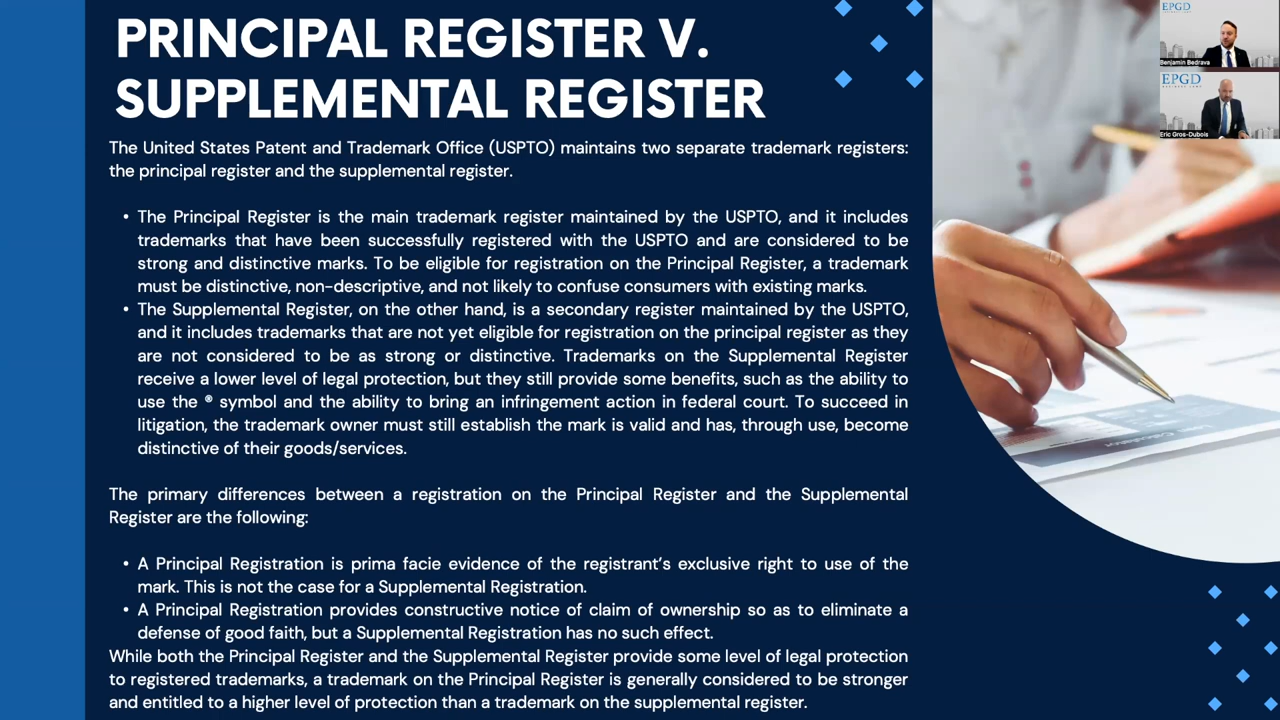 PRINCIPAL REGISTER V.
SUPPLEMENTAL REGISTER
The United States Patent and Trademark Office (USPTO) maintains two separate trademark registers:
the principal register and the supplemental register.
• The Principal Register is the main trademark register maintained by the USPTO, and it includes
trademarks that have been successfully registered with the USPTO and are considered to be
strong and distinctive marks. To be eligible for registration on the Principal Register, a trademark
must be distinctive, non-descriptive, and not likely to confuse consumers with existing marks.
• The Supplemental Register, on the other hand, is a secondary register maintained by the USPTO,
and it includes trademarks that are not yet eligible for registration on the principal register as they
are not considered to be as strong or distinctive. Trademarks on the Supplemental Register
receive a lower level of legal protection, but they still provide some benefits, such as the ability to
use the ® symbol and the ability to bring an infringement action in federal court. To succeed in
litigation, the trademark owner must still establish the mark is valid and has, through use, become
distinctive of their goods/services.
The primary differences between a registration on the Principal Register and the Supplemental
Register are the following:
• A Principal Registration is prima facie evidence of the registrant's exclusive right to use of the
mark. This is not the case for a Supplemental Registration.
• A Principal Registration provides constructive notice of claim of ownership so as to eliminate a
defense of good faith, but a Supplemental Registration has no such effect.
While both the Principal Register and the Supplemental Register provide some level of legal protection
to registered trademarks, a trademark on the Principal Register is generally considered to be stronger
and entitled to a higher level of protection than a trademark on the supplemental register.
EPGD
Benjamin Bedrava
EPGD
Eric Gros-Dubois